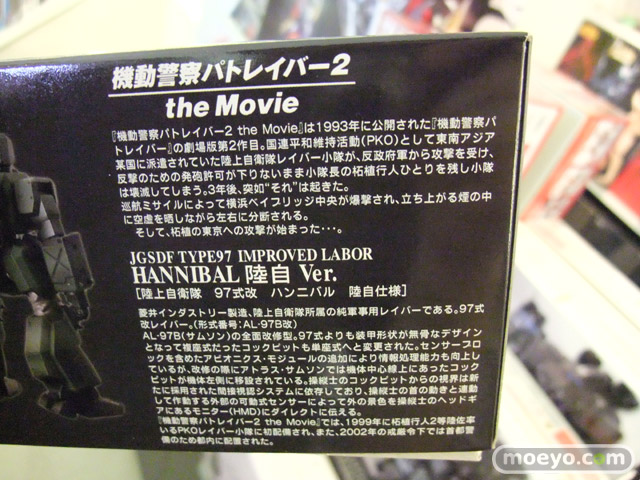 機動警察パトレイバー2
the Movie
『機動警察パトレイバー2 the Movie』は1993年に公開された『機動警察パ
トレイバー』の劇場版第2作目。国連平和維持活動(PKO)として東南アジア
某国に派遣されていた陸上自衛隊レイバー小隊が、反政府軍から攻撃を受け、
反撃のための発砲許可が下りないまま小隊長の柘植行人ひとりを残し小隊
は壊滅してしまう。3年後、突如“それ”は起きた。
巡航ミサイルによって横浜ベイブリッジ中央が爆撃され、立ち上がる煙の中
に空虚を晒しながら左右に分断される。
そして、柘植の東京への攻撃が始まった･･･。
JGSDF TYPE97 IMPROVED LABOR
HANNIBAL 陸自 Ver.
［陸上自衛隊 97式改 ハンニバル 陸自仕様］
菱井インダストリー製造、陸上自衛隊所属の純軍事用レイバーである。97式
改レイバー。(形式番号:AL-97B改)
AL-97B(サムソン)の全面改修型。97式よりも装甲形状が無骨なデザイン
となって複座式だったコックピットも単座式へと変更された。センサーブロ
ックを含めたアビオニクス・モジュールの追加により情報処理能力も向上し
ているが、改修の際にアトラス・サムソンでは機体中心線上にあったコック
ピットが機体左側に移設されている。操縦士のコックピットからの視界は新
たに採用された間接視認システムに依存しており、操縦士の首の動きと連動
して作動する外部の可動式センサーによって外の景色を操縦士のヘッドギ
アにあるモニター(HMD)にダイレクトに伝える。
『機動警察パトレイバー2 the Movie』では、1999年に柘植行人2等陸佐率
いるPKOレイバー小隊に初配備され、また、2002年の戒厳令下では首都警
備のため都内に配置された。
moeyo.com